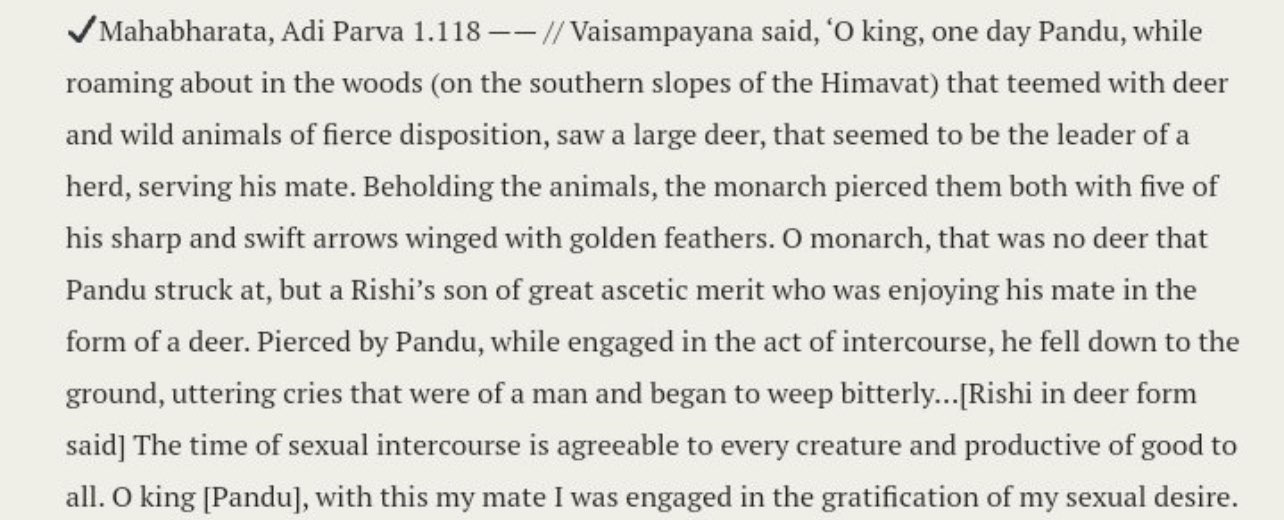 ✓Mahabharata, Adi Parva 1.118 —— // Vaisampayana said, ‘O king, one day Pandu, while
roaming about in the woods (on the southern slopes of the Himavat) that teemed with deer
and wild animals of fierce disposition, saw a large deer, that seemed to be the leader of a
herd, serving his mate. Beholding the animals, the monarch pierced them both with five of
his sharp and swift arrows winged with golden feathers. O monarch, that was no deer that
Pandu struck at, but a Rishi’s son of great ascetic merit who was enjoying his mate in the
form of a deer. Pierced by Pandu, while engaged in the act of intercourse, he fell down to the
ground, uttering cries that were of a man and began to weep bitterly…[Rishi in deer form
said] The time of sexual intercourse is agreeable to every creature and productive of good to
all. O king [Pandu], with this my mate I was engaged in the gratification of my sexual desire.